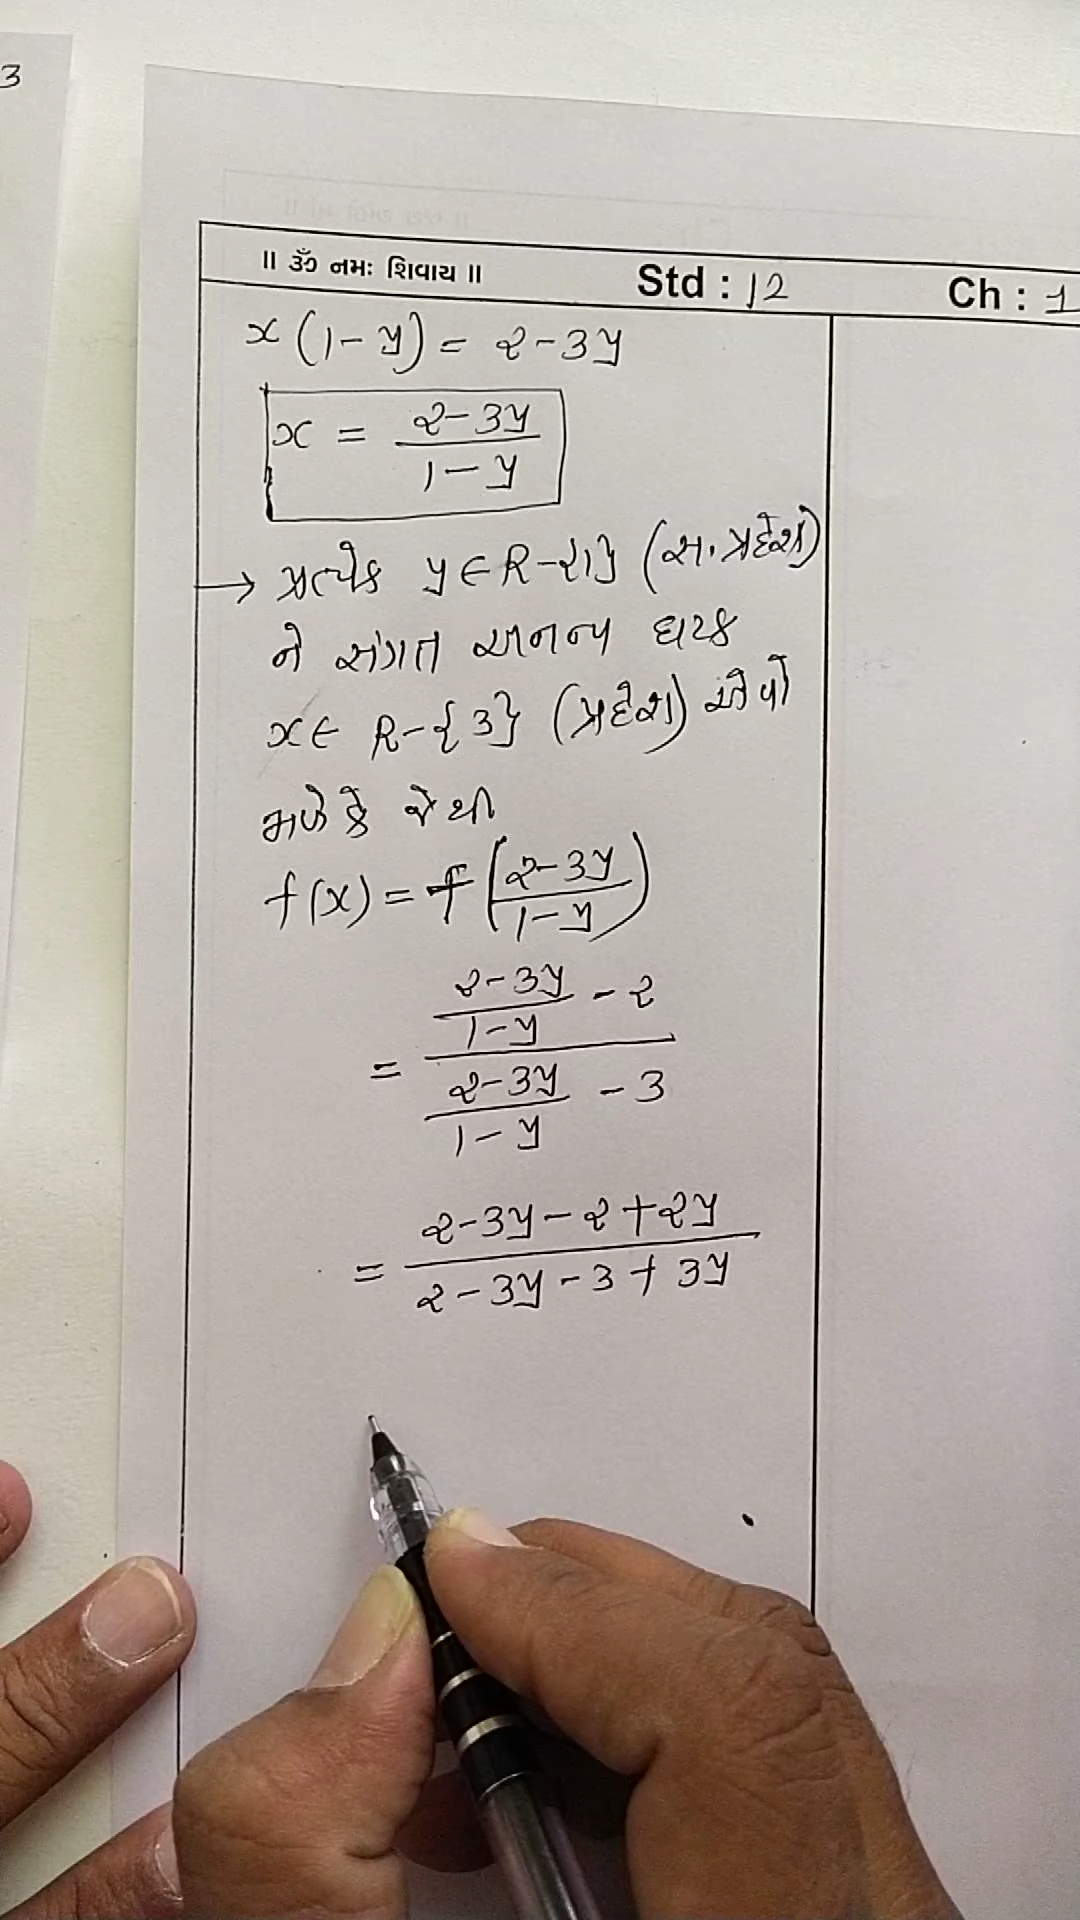 3
॥ ૐ નમઃ શિવાય ॥ Std : 12 Ch : 1
x(1-y) = 2-3y
x = (2-3y)/(1-y)
→ પ્રત્યેક y ∈ R-{1} (સ.પ્રદેશ)
ને સંગત અનન્ય ઘટક
x ∈ R-{3} (પ્રદેશ) એવો
મળે કે જેથી
f(x) = f((2-3y)/(1-y))
= ((2-3y)/(1-y) - 2)/((2-3y)/(1-y) - 3)
= (2-3y-2+2y)/(2-3y-3+3y)